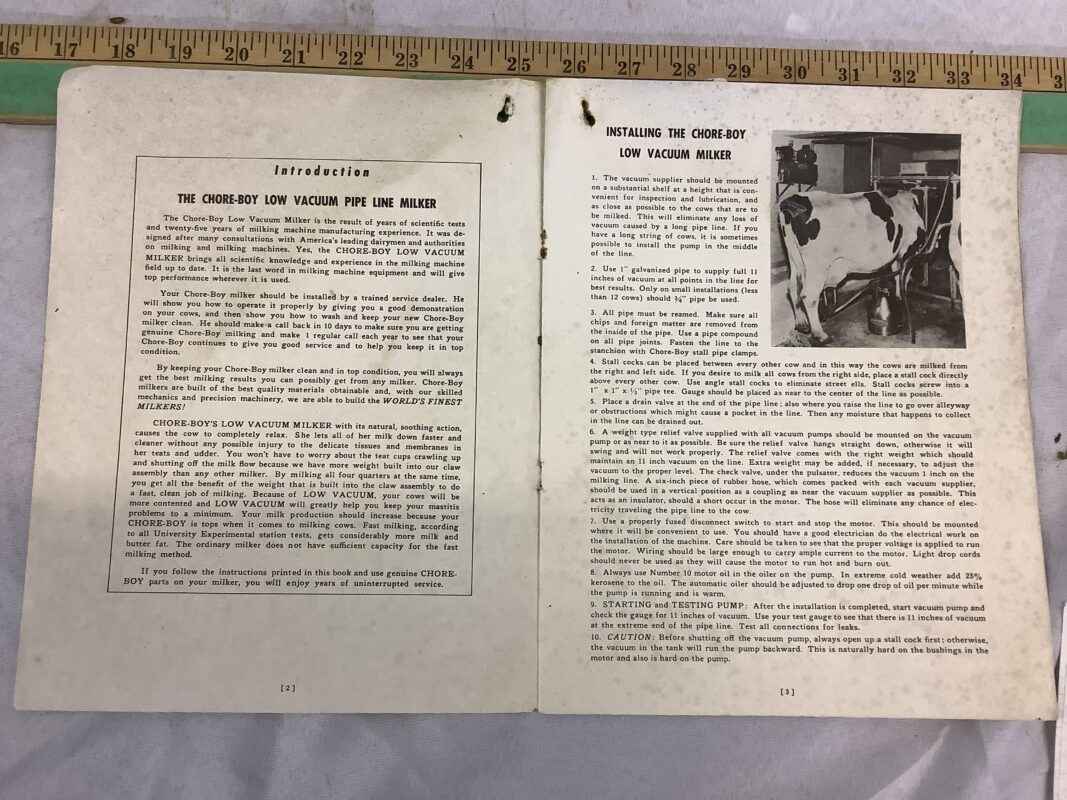 16 17 18 19 20 21 22 23 24 25 26 27 28 29 30 31 32 33 34 3
Introduction
THE CHORE-BOY LOW VACUUM PIPE LINE MILKER
The Chore-Boy Low Vacuum Milker is the result of years of scientific tests
and twenty-five years of milking machine manufacturing experience. It was de-
signed after many consultations with America's leading dairymen and authorities
on milking and milking machines. Yes, the CHORE-BOY LOW VACUUM
MILKER brings all scientific knowledge and experience in the milking machine
field up to date. It is the last word in milking machine equipment and will give
top performance wherever it is used.
Your Chore-Boy milker should be installed by a trained service dealer. He
will show you how to operate it properly by giving you a good demonstration
on your cows, and then show you how to wash and keep your new Chore-Boy
milker clean. He should make a call back in 10 days to make sure you are getting
genuine Chore-Boy milking and make 1 regular call each year to see that your
Chore-Boy continues to give you good service and to help you keep it in top
condition.
By keeping your Chore-Boy milker clean and in top condition, you will always
get the best milking results you can possibly get from any milker. Chore-Boy
milkers are built of the best quality materials obtainable and, with our skilled
mechanics and precision machinery, we are able to build the WORLD'S FINEST
MILKERS!
CHORE-BOY'S LOW VACUUM MILKER with its natural, soothing action,
causes the cow to completely relax. She lets all of her milk down faster and
cleaner without any possible injury to the delicate tissues and membranes in
her teats and udder. You won't have to worry about the teat cups crawling up
and shutting off the milk flow because we have more weight built into our claw
assembly than any other milker. By milking all four quarters at the same time,
you get all the benefit of the weight that is built into the claw assembly to do
a fast, clean job of milking. Because of LOW VACUUM, your cows will be
more contented and LOW VACUUM will greatly help you keep your mastitis
problems to a minimum. Your milk production should increase because your
CHORE-BOY is tops when it comes to milking cows. Fast milking, according
to all University Experimental station tests, gets considerably more milk and
butter fat. The ordinary milker does not have sufficient capacity for the fast
milking method.
If you follow the instructions printed in this book and use genuine CHORE-
BOY parts on your milker, you will enjoy years of uninterrupted service.
[2]
INSTALLING THE CHORE-BOY
LOW VACUUM MILKER
1. The vacuum supplier should be mounted
on a substantial shelf at a height that is con-
venient for inspection and lubrication, and
as close as possible to the cows that are to
be milked. This will eliminate any loss of
vacuum caused by a long pipe line. If you
have a long string of cows, it is sometimes
possible to install the pump in the middle
of the line.
2. Use 1" galvanized pipe to supply full 11
inches of vacuum at all points in the line for
best results. Only on small installations (less
than 12 cows) should ¾" pipe be used.
3. All pipe must be reamed. Make sure all
chips and foreign matter are removed from
the inside of the pipe. Use a pipe compound
on all pipe joints. Fasten the line to the
stanchion with Chore-Boy stall pipe clamps.
4. Stall cocks can be placed between every other cow and in this way the cows are milked from
the right and left side. If you desire to milk all cows from the right side, place a stall cock directly
above every other cow. Use angle stall cocks to eliminate street ells. Stall cocks screw into a
1" x 1" x ½" pipe tee. Gauge should be placed as near to the center of the line as possible.
5. Place a drain valve at the end of the pipe line; also where you raise the line to go over alleyway
or obstructions which might cause a pocket in the line. Then any moisture that happens to collect
in the line can be drained out.
6. A weight type relief valve supplied with all vacuum pumps should be mounted on the vacuum
pump or as near to it as possible. Be sure the relief valve hangs straight down, otherwise it will
swing and will not work properly. The relief valve comes with the right weight which should
maintain an 11 inch vacuum on the line. Extra weight may be added, if necessary, to adjust the
vacuum to the proper level. The check valve, under the pulsator, reduces the vacuum 1 inch on the
milking line. A six-inch piece of rubber hose, which comes packed with each vacuum supplier,
should be used in a vertical position as a coupling as near the vacuum supplier as possible. This
acts as an insulator, should a short occur in the motor. The hose will eliminate any chance of elec-
tricity traveling the pipe line to the cow.
7. Use a properly fused disconnect switch to start and stop the motor. This should be mounted
where it will be convenient to use. You should have a good electrician do the electrical work on
the installation of the machine. Care should be taken to see that the proper voltage is applied to run
the motor. Wiring should be large enough to carry ample current to the motor. Light drop cords
should never be used as they will cause the motor to run hot and burn out.
8. Always use Number 10 motor oil in the oiler on the pump. In extreme cold weather add 25%
kerosene to the oil. The automatic oiler should be adjusted to drop one drop of oil per minute while
the pump is running and is warm.
9. STARTING and TESTING PUMP: After the installation is completed, start vacuum pump and
check the gauge for 11 inches of vacuum. Use your test gauge to see that there is 11 inches of vacuum
at the extreme end of the pipe line. Test all connections for leaks.
10. CAUTION: Before shutting off the vacuum pump, always open up a stall cock first; otherwise,
the vacuum in the tank will run the pump backward. This is naturally hard on the bushings in the
motor and also is hard on the pump.
[3]